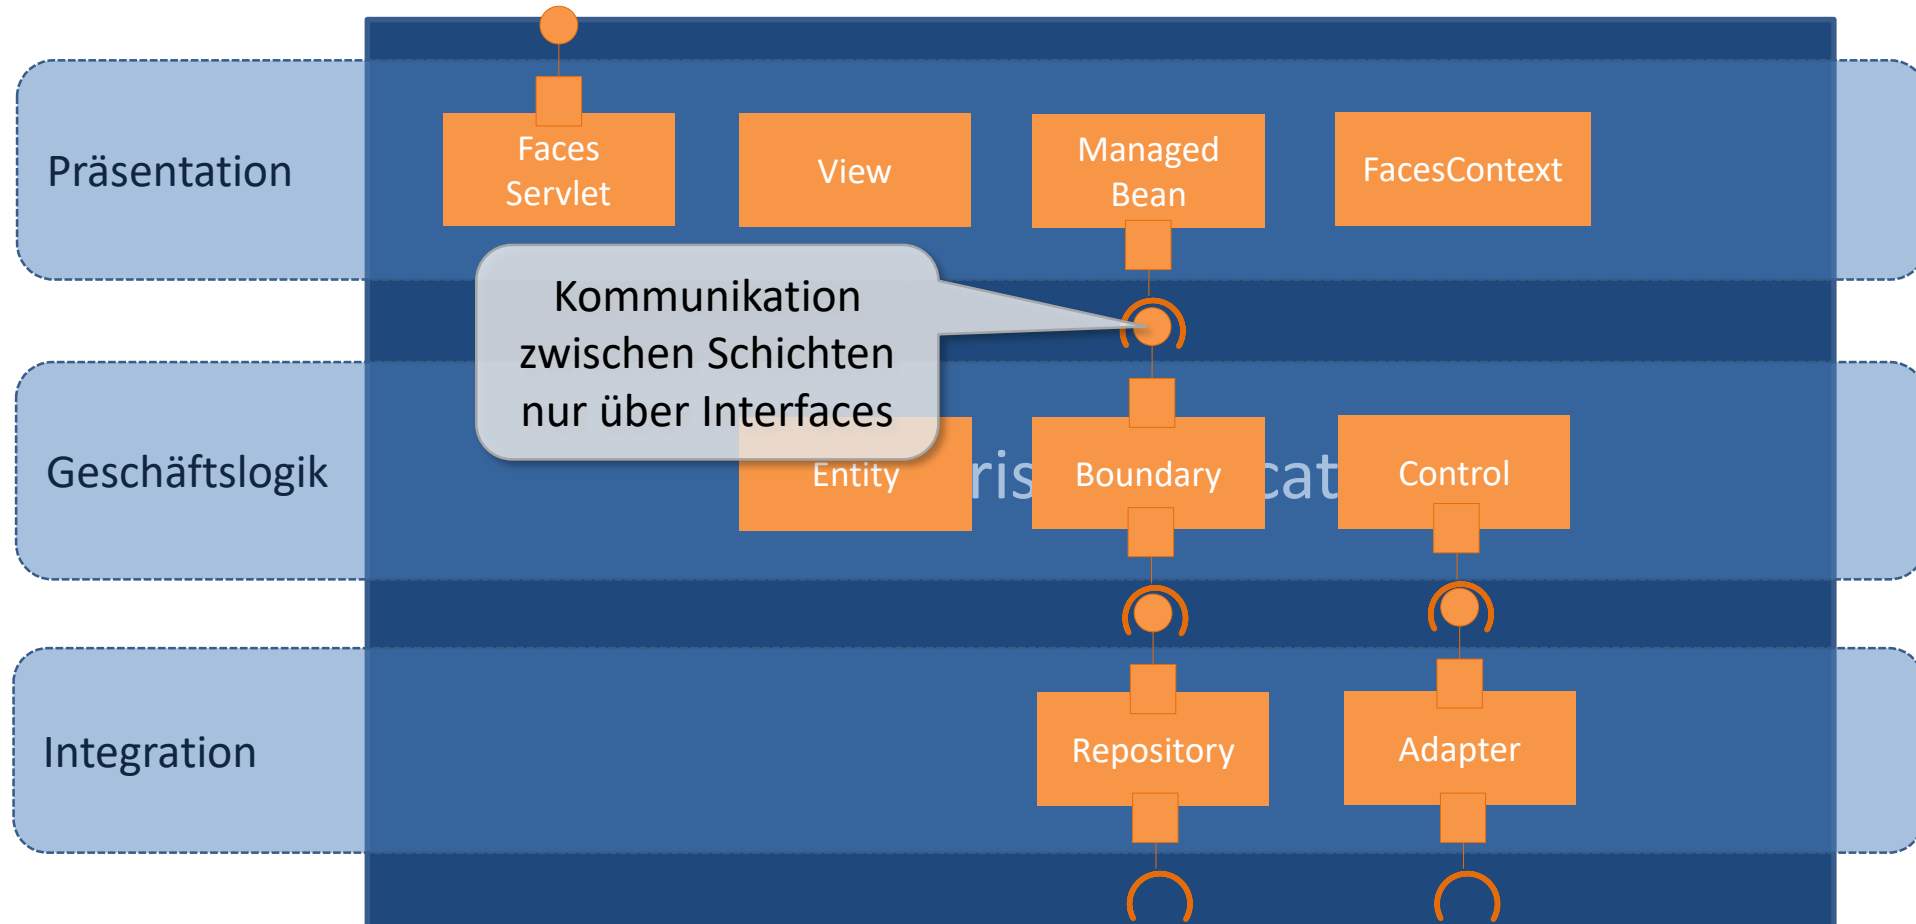 Präsentation
Faces
Servlet
View
Managed
Bean
FacesContext
Kommunikation
zwischen Schichten
nur über Interfaces
Geschäftslogik
Entity
Boundary
Control
Integration
Repository
Adapter